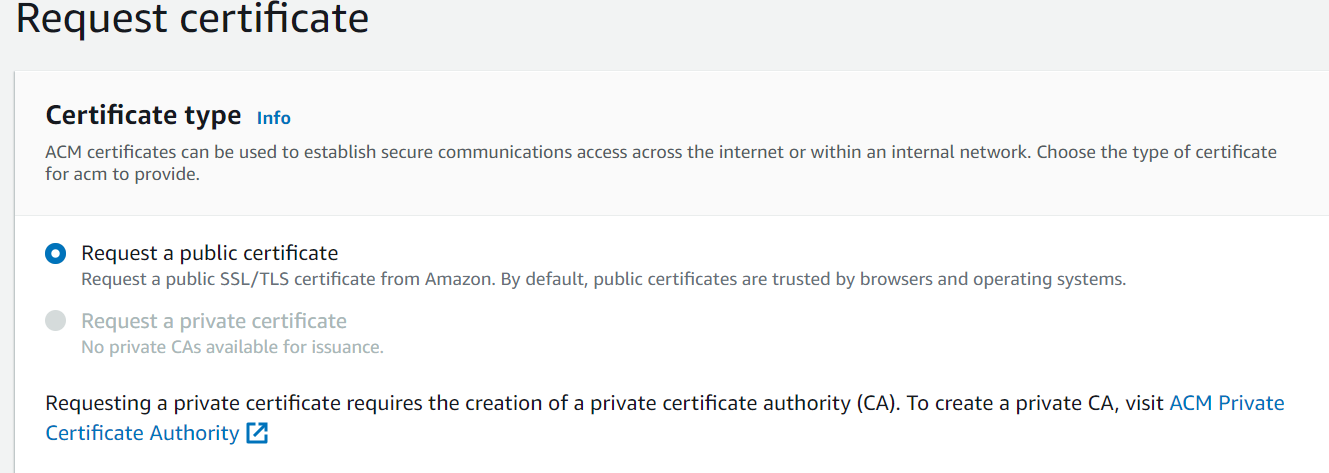 Request certificate
Certificate type Info
ACM certificates can be used to establish secure communications access across the internet or within an internal network. Choose the type of certificate
for acm to provide.
Request a public certificate
Request a public SSL/TLS certificate from Amazon. By default, public certificates are trusted by browsers and operating systems.
Request a private certificate
No private CAs available for issuance.
Requesting a private certificate requires the creation of a private certificate authority (CA). To create a private CA, visit ACM Private
Certificate Authority